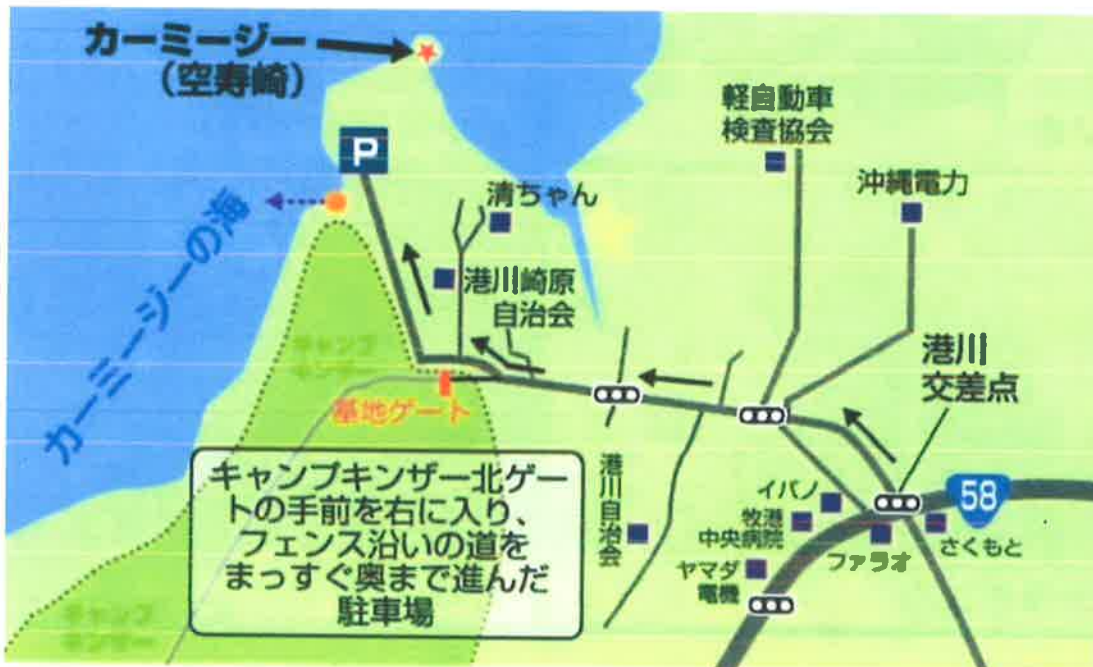 カーミージー
（空寿崎）
P
カーミージーの海
清ちゃん
港川崎原
自治会
軽自動車
検査協会
沖縄電力
港川
交差点
58
キャンプ
キンザー
基地ゲート
キャンプキンザー北ゲー
トの手前を右に入り、
フェンス沿いの道を
まっすぐ奥まで進んだ
駐車場
港川自治会
イバノ
牧港
中央病院
ファラオ
さくもと
ヤマダ
電機
キャンプ
キンザー